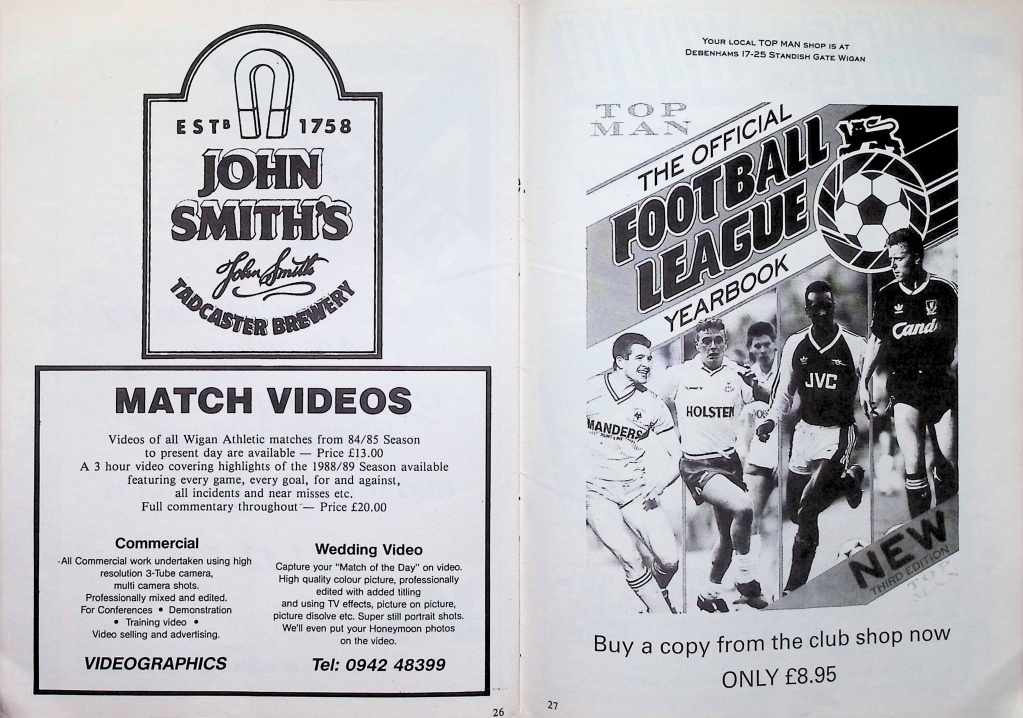 ESTB 1758
JOHN
SMITH'S
John Smith
TADCASTER BREWERY
MATCH VIDEOS
Videos of all Wigan Athletic matches from 84/85 Season
to present day are available — Price £13.00
A 3 hour video covering highlights of the 1988/89 Season available
featuring every game, every goal, for and against,
all incidents and near misses etc.
Full commentary throughout — Price £20.00
Commercial
All Commercial work undertaken using high
resolution 3-Tube camera,
multi camera shots.
Professionally mixed and edited.
For Conferences • Demonstration
• Training video •
Video selling and advertising.
Wedding Video
Capture your "Match of the Day" on video.
High quality colour picture, professionally
edited with added titling
and using TV effects, picture on picture,
picture disolve etc. Super still portrait shots.
We'll even put your Honeymoon photos
on the video.
VIDEOGRAPHICS
Tel: 0942 48399
26
YOUR LOCAL TOP MAN SHOP IS AT
DEBENHAMS 17-25 STANDISH GATE WIGAN
TOP
MAN
THE OFFICIAL
FOOTBALL
LEAGUE
YEARBOOK
MANDERS
HOLSTEN
JVC
Candy
NEW
THIRD EDITION
TOP
MAN
Buy a copy from the club shop now
ONLY £8.95
27